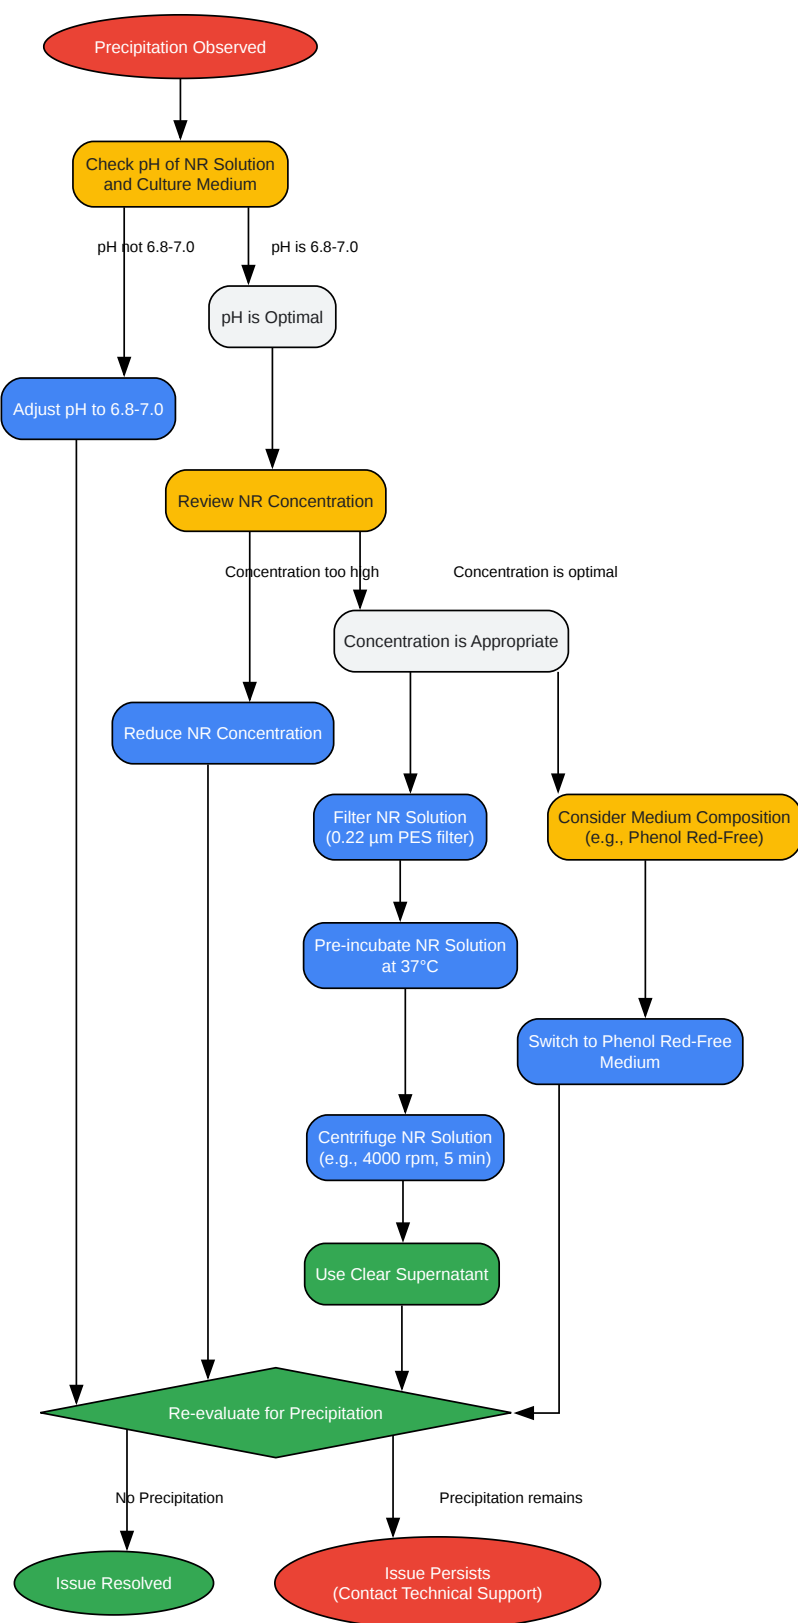 Precipitation Observed
Check pH of NR Solution
and Culture Medium
pH not 6.8-7.0
pH is 6.8-7.0
pH is Optimal
Adjust pH to 6.8-7.0
Review NR Concentration
Concentration too high
Concentration is optimal
Concentration is Appropriate
Reduce NR Concentration
Filter NR Solution
(0.22 µm PES filter)
Consider Medium Composition
(e.g., Phenol Red-Free)
Pre-incubate NR Solution
at 37°C
Switch to Phenol Red-Free
Medium
Centrifuge NR Solution
(e.g., 4000 rpm, 5 min)
Use Clear Supernatant
Re-evaluate for Precipitation
No Precipitation
Precipitation remains
Issue Resolved
Issue Persists
(Contact Technical Support)